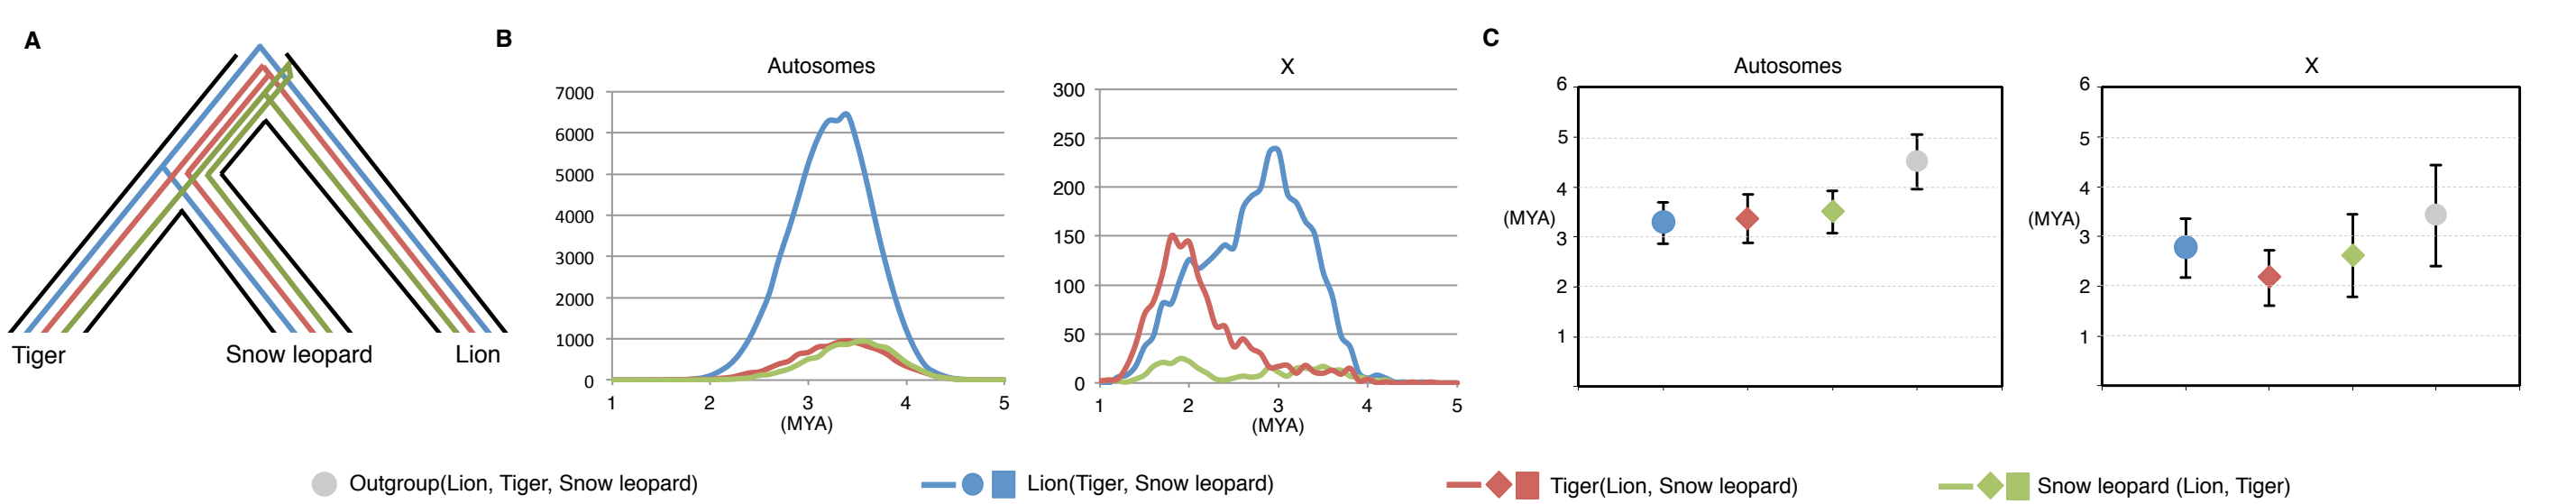 A
B
C
Autosomes
X
Autosomes
X
7000
6000
5000
4000
3000
2000
1000
0
1 2 3 4 5
(MYA)
300
250
200
150
100
50
0
1 2 3 4 5
(MYA)
6
5
4
(MYA)
3
2
1
6
5
4
(MYA)
3
2
1
Tiger Snow leopard Lion
Outgroup(Lion, Tiger, Snow leopard)
Lion(Tiger, Snow leopard)
Tiger(Lion, Snow leopard)
Snow leopard (Lion, Tiger)